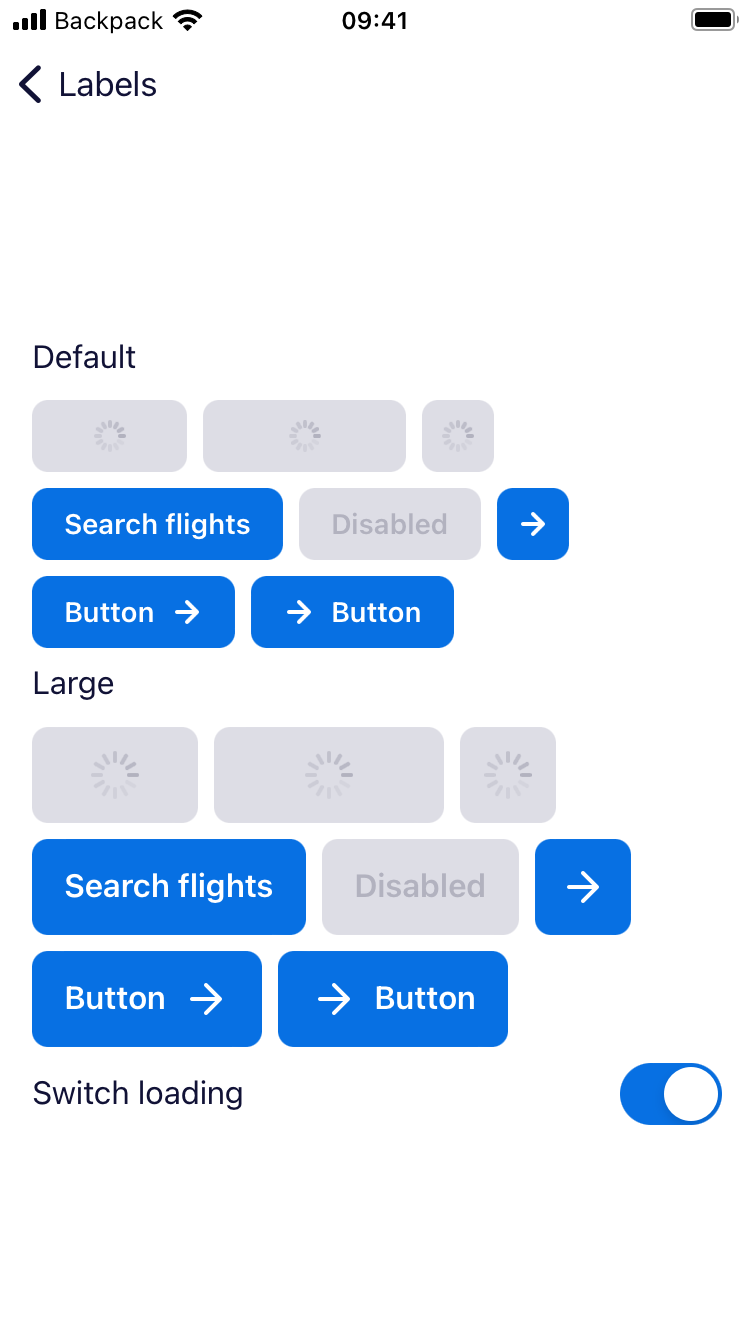 Backpack 09:41
Labels
Default
Search flights Disabled
Button Button
Large
Search flights Disabled
Button Button
Switch loading